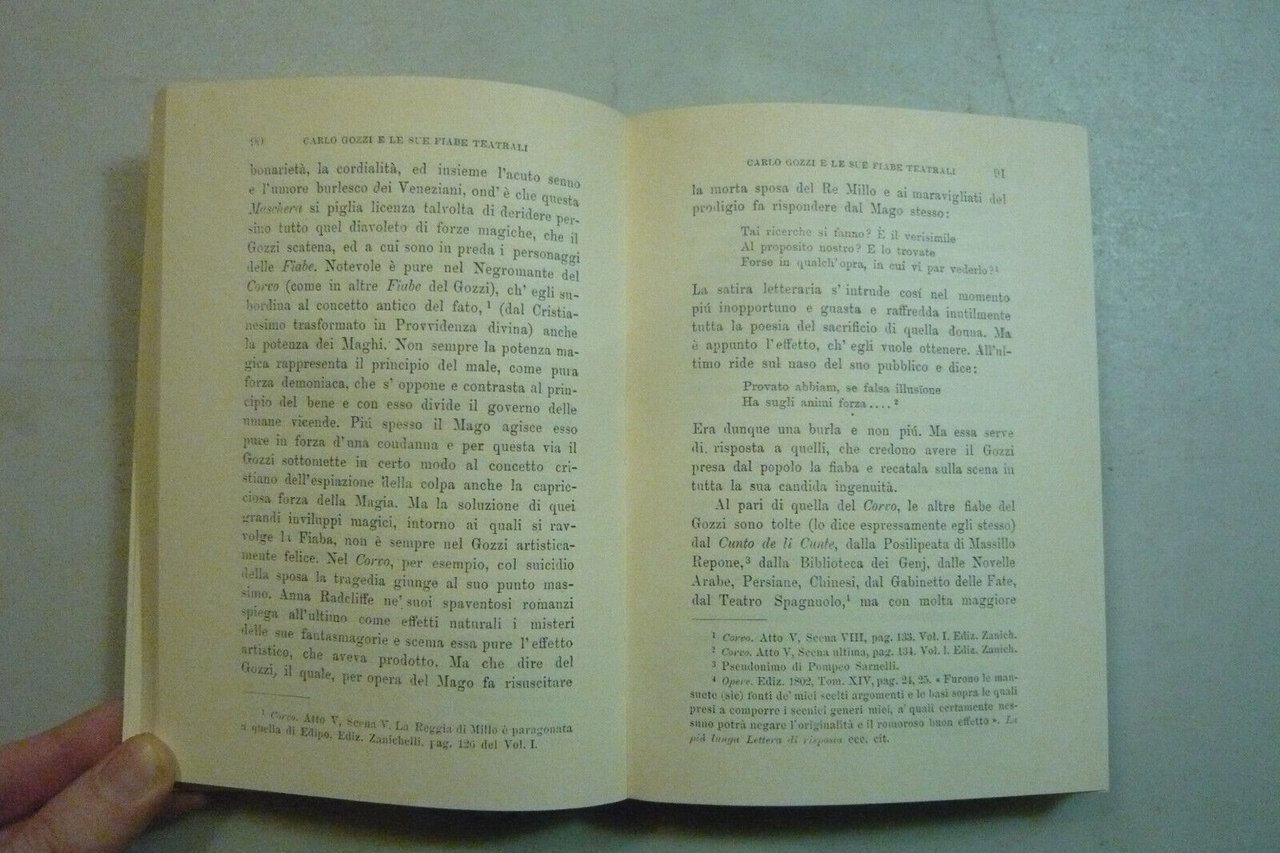 90 CARLO GOZZI E LE SUE FIABE TEATRALI
bonarietà, la cordialità, ed insieme l'acuto senno
e l'umore burlesco dei Veneziani, ond' è che questa
Maschera si piglia licenza talvolta di deridere per-
sino tutto quel diavoleto di forze magiche, che il
Gozzi scatena, ed a cui sono in preda i personaggi
delle Fiabe. Notevole è pure nel Negromante del
Corvo (come in altre Fiabe del Gozzi), ch' egli su-
bordina al concetto antico del fato, ¹ (dal Cristia-
nesimo trasformato in Provvidenza divina) anche
la potenza dei Maghi. Non sempre la potenza ma-
gica rappresenta il principio del male, come pura
forza demoniaca, che s' oppone e contrasta al prin-
cipio del bene e con esso divide il governo delle
umane vicende. Piú spesso il Mago agisce esso
pure in forza d'una condanna e per questa via il
Gozzi sottomette in certo modo al concetto cri-
stiano dell'espiazione della colpa anche la capric-
ciosa forza della Magia. Ma la soluzione di quei
grandi inviluppi magici, intorno ai quali si rav-
volge la Fiaba, non è sempre nel Gozzi artistica-
mente felice. Nel Corvo, per esempio, col suicidio
della sposa la tragedia giunge al suo punto mas-
simo. Anna Radcliffe ne' suoi spaventosi romanzi
spiega all'ultimo come effetti naturali i misteri
delle sue fantasmagorie e scema essa pure l'effetto
artistico, che aveva prodotto. Ma che dire del
Gozzi, il quale, per opera del Mago fa risuscitare
¹ Corvo. Atto V, Scena V. La Reggia di Millo è paragonata
a quella di Edipo. Ediz. Zanichelli, pag. 126 del Vol. I.
CARLO GOZZI E LE SUE FIABE TEATRALI 91
la morta sposa del Re Millo e ai maravigliati del
prodigio fa rispondere dal Mago stesso:
Tai ricerche si fanno? È il verisimile
Al proposito nostro? E lo trovate
Forse in qualch'opra, in cui vi par vederlo?¹
La satira letteraria s' intrude cosí nel momento
piú inopportuno e guasta e raffredda inutilmente
tutta la poesia del sacrificio di quella donna. Ma
è appunto l'effetto, ch' egli vuole ottenere. All'ul-
timo ride sul naso del suo pubblico e dice:
Provato abbiam, se falsa illusïone
Ha sugli animi forza.... ²
Era dunque una burla e non piú. Ma essa serve
di risposta a quelli, che credono avere il Gozzi
presa dal popolo la fiaba e recatala sulla scena in
tutta la sua candida ingenuità.
Al pari di quella del Corvo, le altre fiabe del
Gozzi sono tolte (lo dice espressamente egli stesso)
dal Cunto de li Cunte, dalla Posilipeata di Massillo
Repone,³ dalla Biblioteca dei Genj, dalle Novelle
Arabe, Persiane, Chinesi, dal Gabinetto delle Fate,
dal Teatro Spagnuolo,⁴ ma con molta maggiore
¹ Corvo. Atto V, Scena VIII, pag. 133. Vol. I. Ediz. Zanich.
² Corvo. Atto V, Scena ultima, pag. 134. Vol. I. Ediz. Zanich.
³ Pseudonimo di Pompeo Sarnelli.
⁴ Opere. Ediz. 1802, Tom. XIV, pag. 24, 25. « Furono le man-
suete (sic) fonti de' miei scelti argomenti e le basi sopra le quali
presi a comporre i scenici generi miei, a' quali certamente nes-
suno potrà negare l'originalità e il romoroso buon effetto ». La
piú lunga Lettera di risposta ecc. cit.